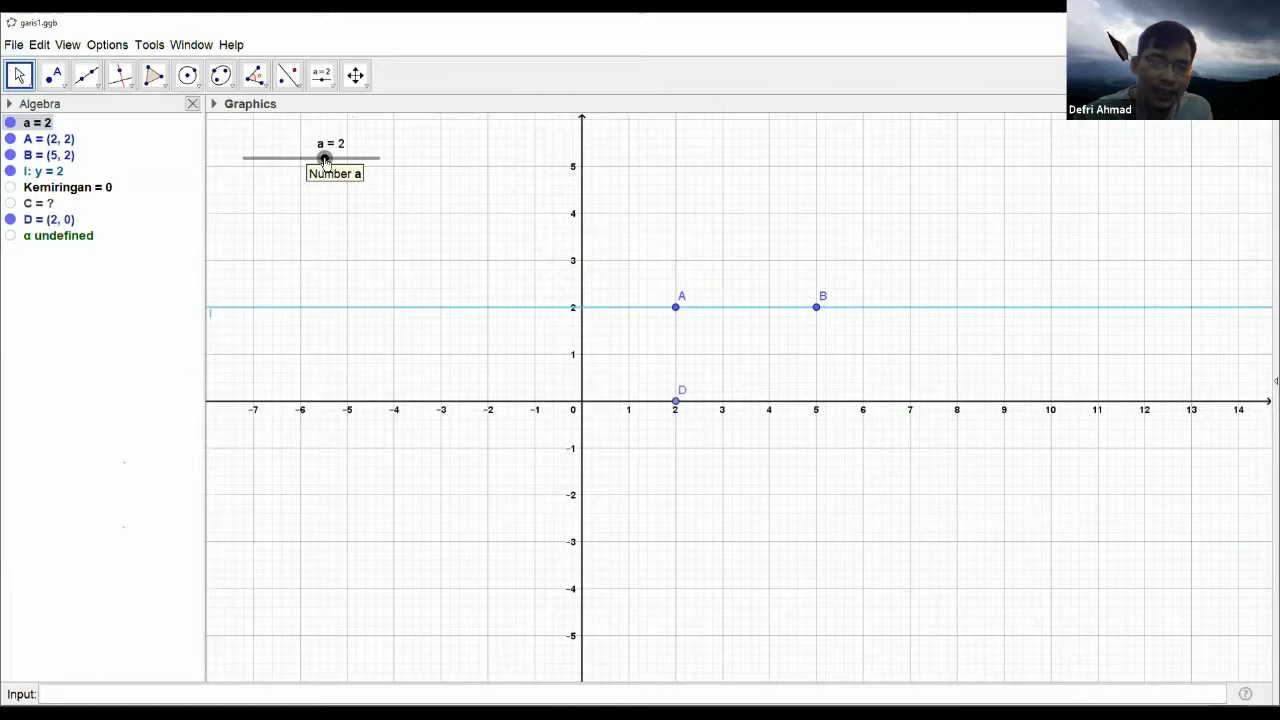 garis1.ggb
File Edit View Options Tools Window Help
A
a = 2
Defri Ahmad
Algebra
Graphics
a = 2
A = (2, 2)
B = (5, 2)
l: y = 2
Kemiringan = 0
C = ?
D = (2, 0)
α undefined
a = 2
Number a
5
4
3
A B
2
l
1
D
-7 -6 -5 -4 -3 -2 -1 0 1 2 3 4 5 6 7 8 9 10 11 12 13 14
-1
-2
-3
-4
-5
Input:
?